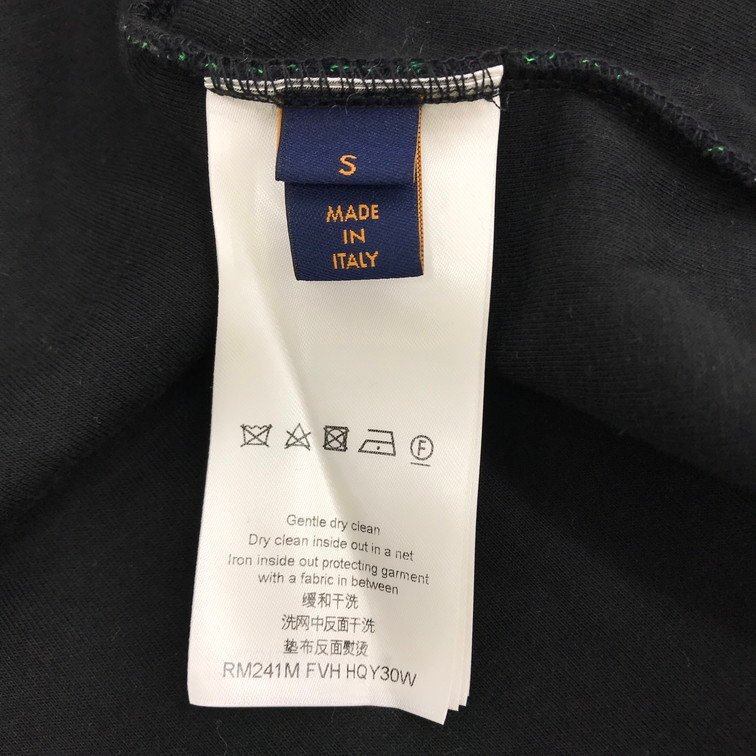 S
MADE
IN
ITALY
F
Gentle dry clean
Dry clean inside out in a net
Iron inside out protecting garment
with a fabric in between
缓和干洗
洗网中反面干洗
垫布反面熨烫
RM241M FVH HQY30W